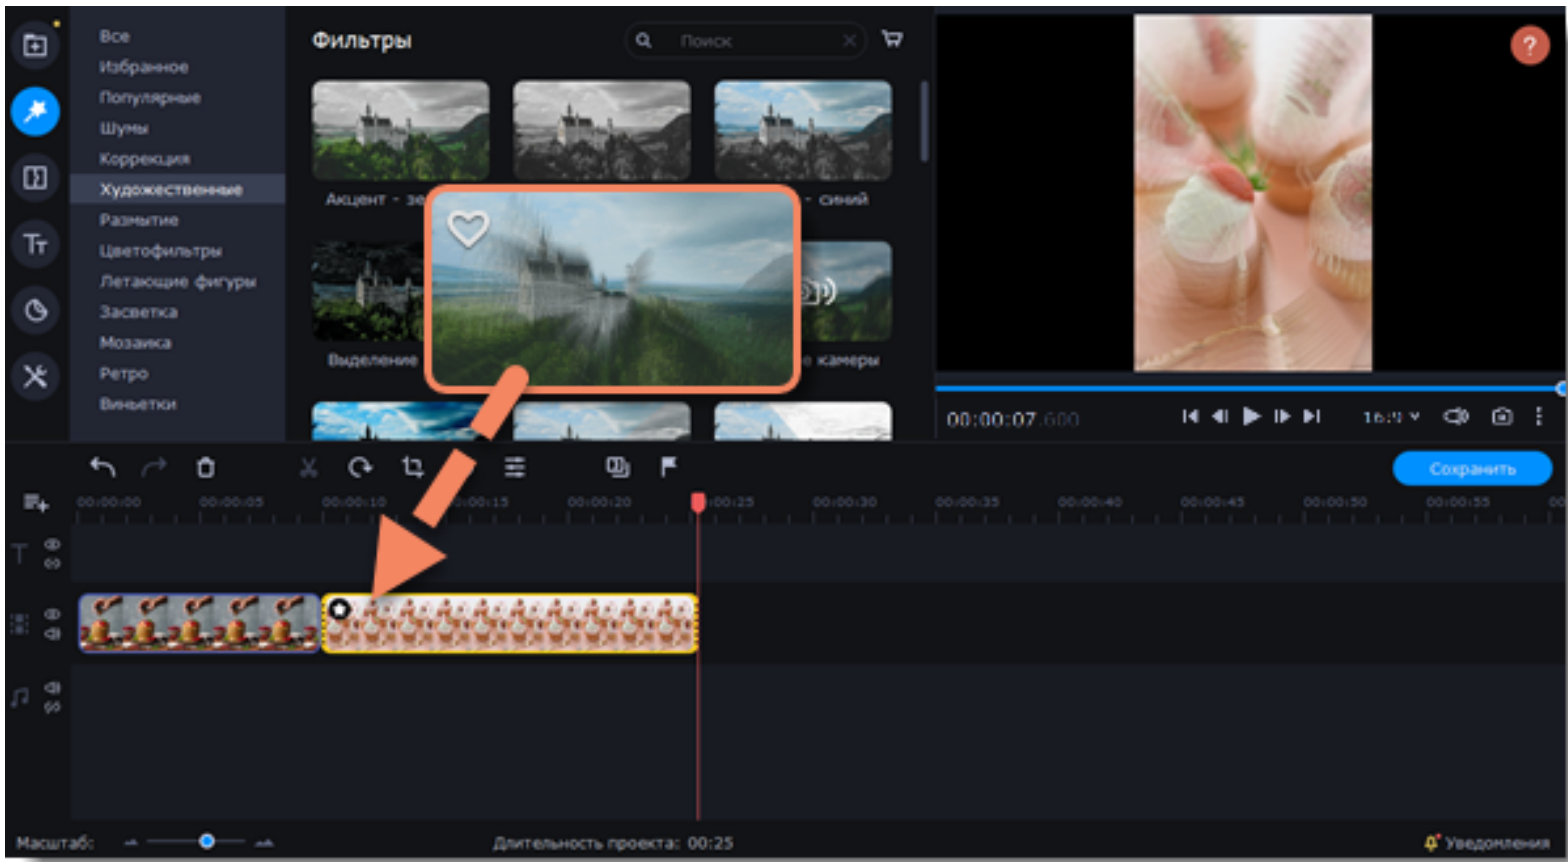 Все
Избранное
Популярные
Шумы
Коррекция
Художественные
Размытие
Цветофильтры
Летающие фигуры
Засветка
Мозаика
Ретро
Виньетки
Фильтры
Поиск
Акцент - зе
- синий
Выделение
е камеры
?
00:00:07.600
16:9
Сохранить
00:00:00 00:00:05 00:00:10 00:00:15 00:00:20 00:00:25 00:00:30 00:00:35 00:00:40 00:00:45 00:00:50 00:00:55 00
Масштаб:
Длительность проекта: 00:25
Уведомления